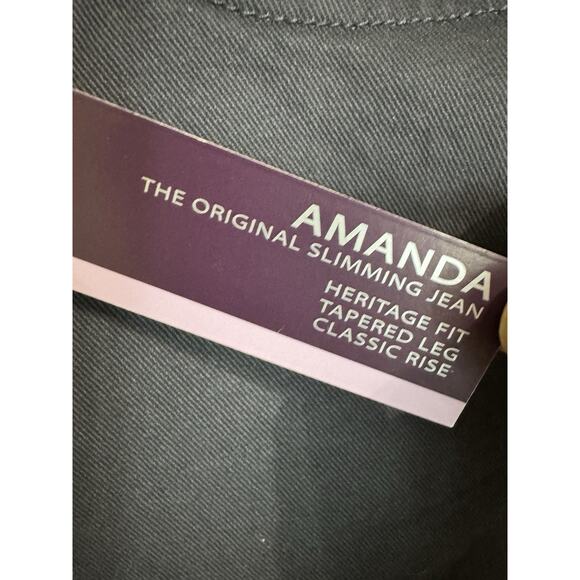 AMANDA
THE ORIGINAL SLIMMING JEAN
HERITAGE FIT
TAPERED LEG
CLASSIC RISE